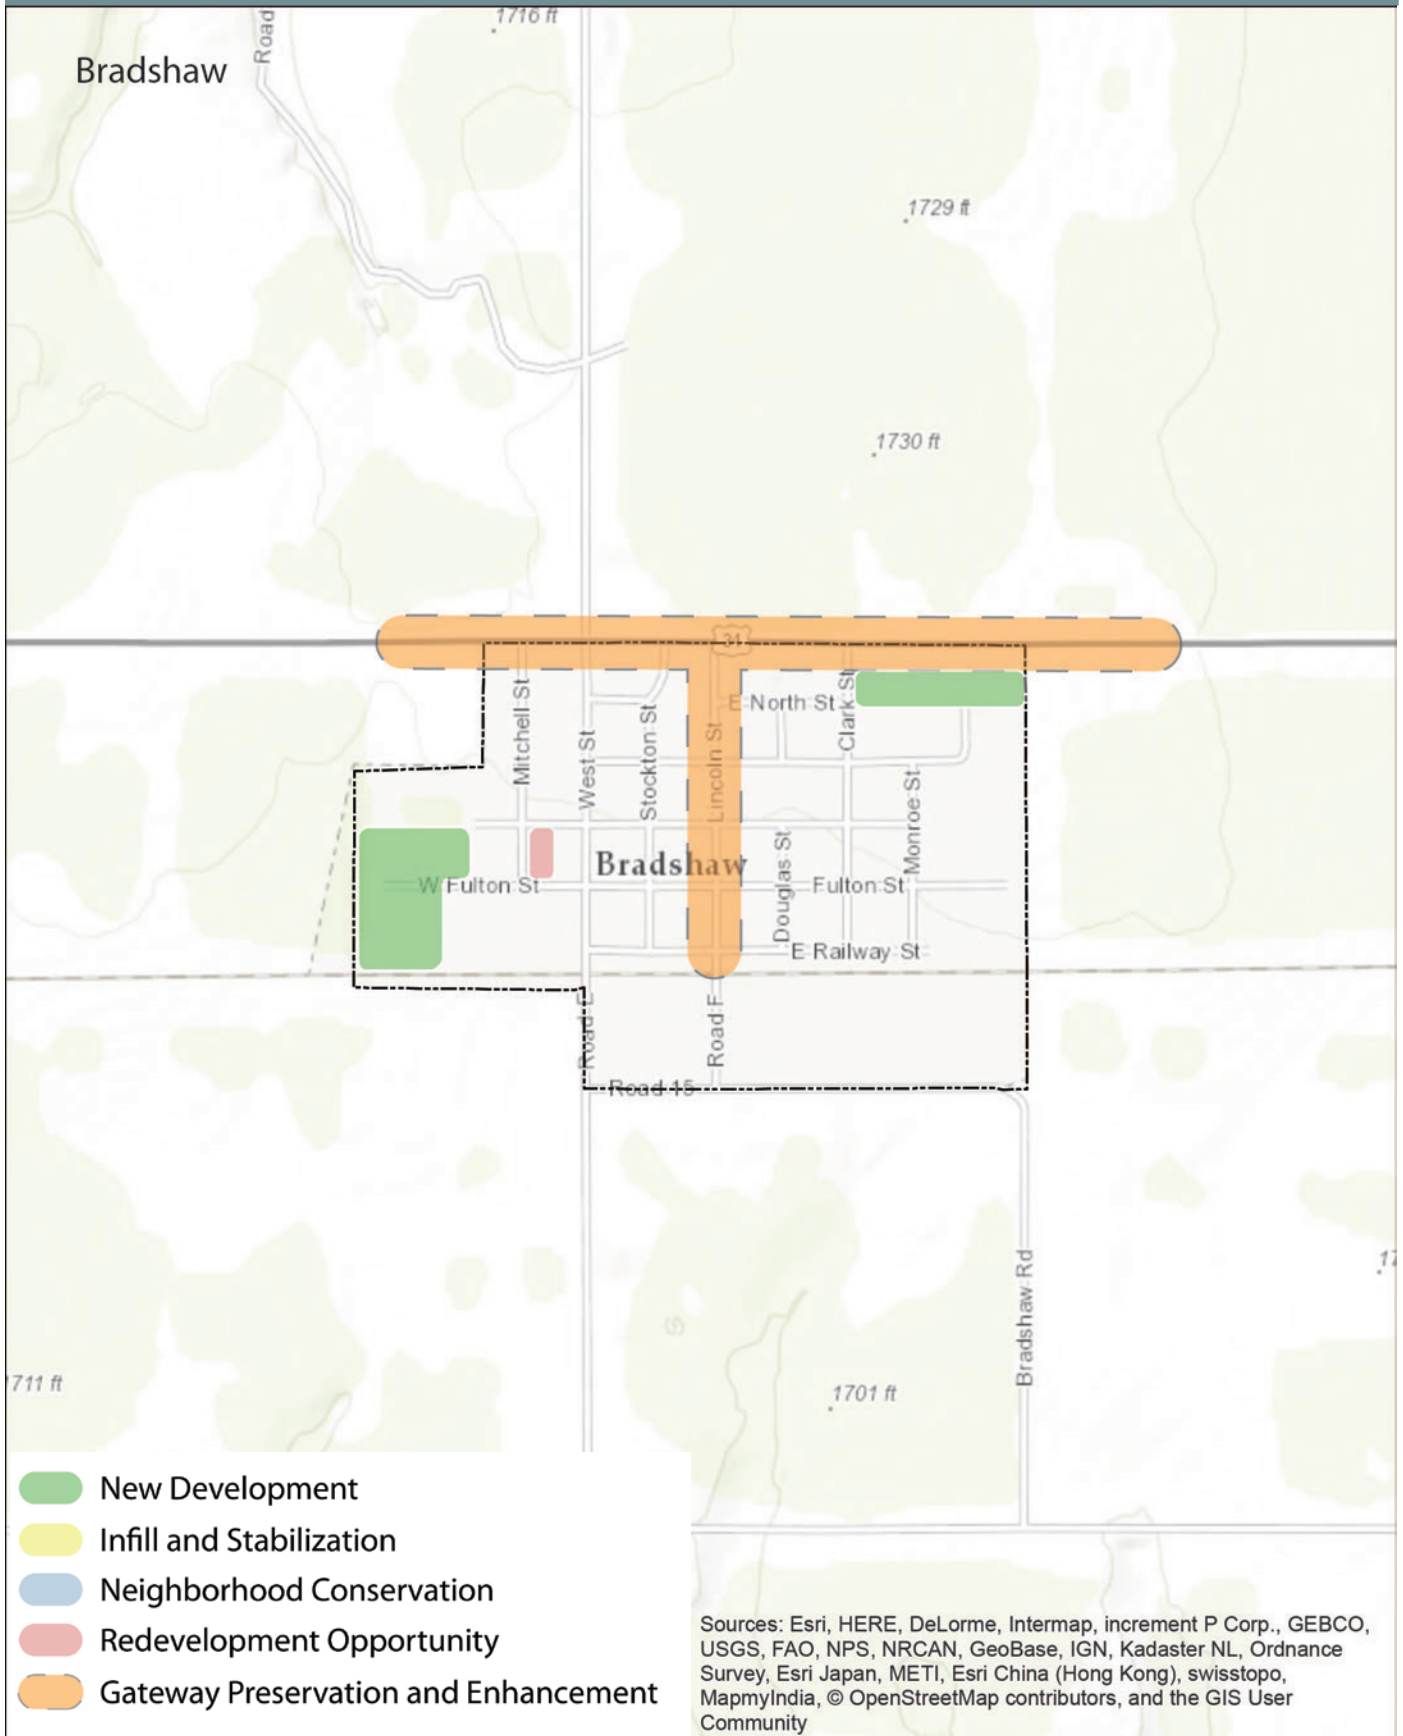 1716 ft
Road
Bradshaw
1729 ft
1730 ft
31
Mitchell St
West St
Stockton St
Lincoln St
E North St
Clark St
Monroe St
Douglas St
Bradshaw
W Fulton St
Fulton St
E Railway St
Road E
Road F
Road 15
Bradshaw Rd
17
1711 ft
1701 ft
New Development
Infill and Stabilization
Neighborhood Conservation
Redevelopment Opportunity
Gateway Preservation and Enhancement
Sources: Esri, HERE, DeLorme, Intermap, increment P Corp., GEBCO,
USGS, FAO, NPS, NRCAN, GeoBase, IGN, Kadaster NL, Ordnance
Survey, Esri Japan, METI, Esri China (Hong Kong), swisstopo,
MapmyIndia, © OpenStreetMap contributors, and the GIS User
Community